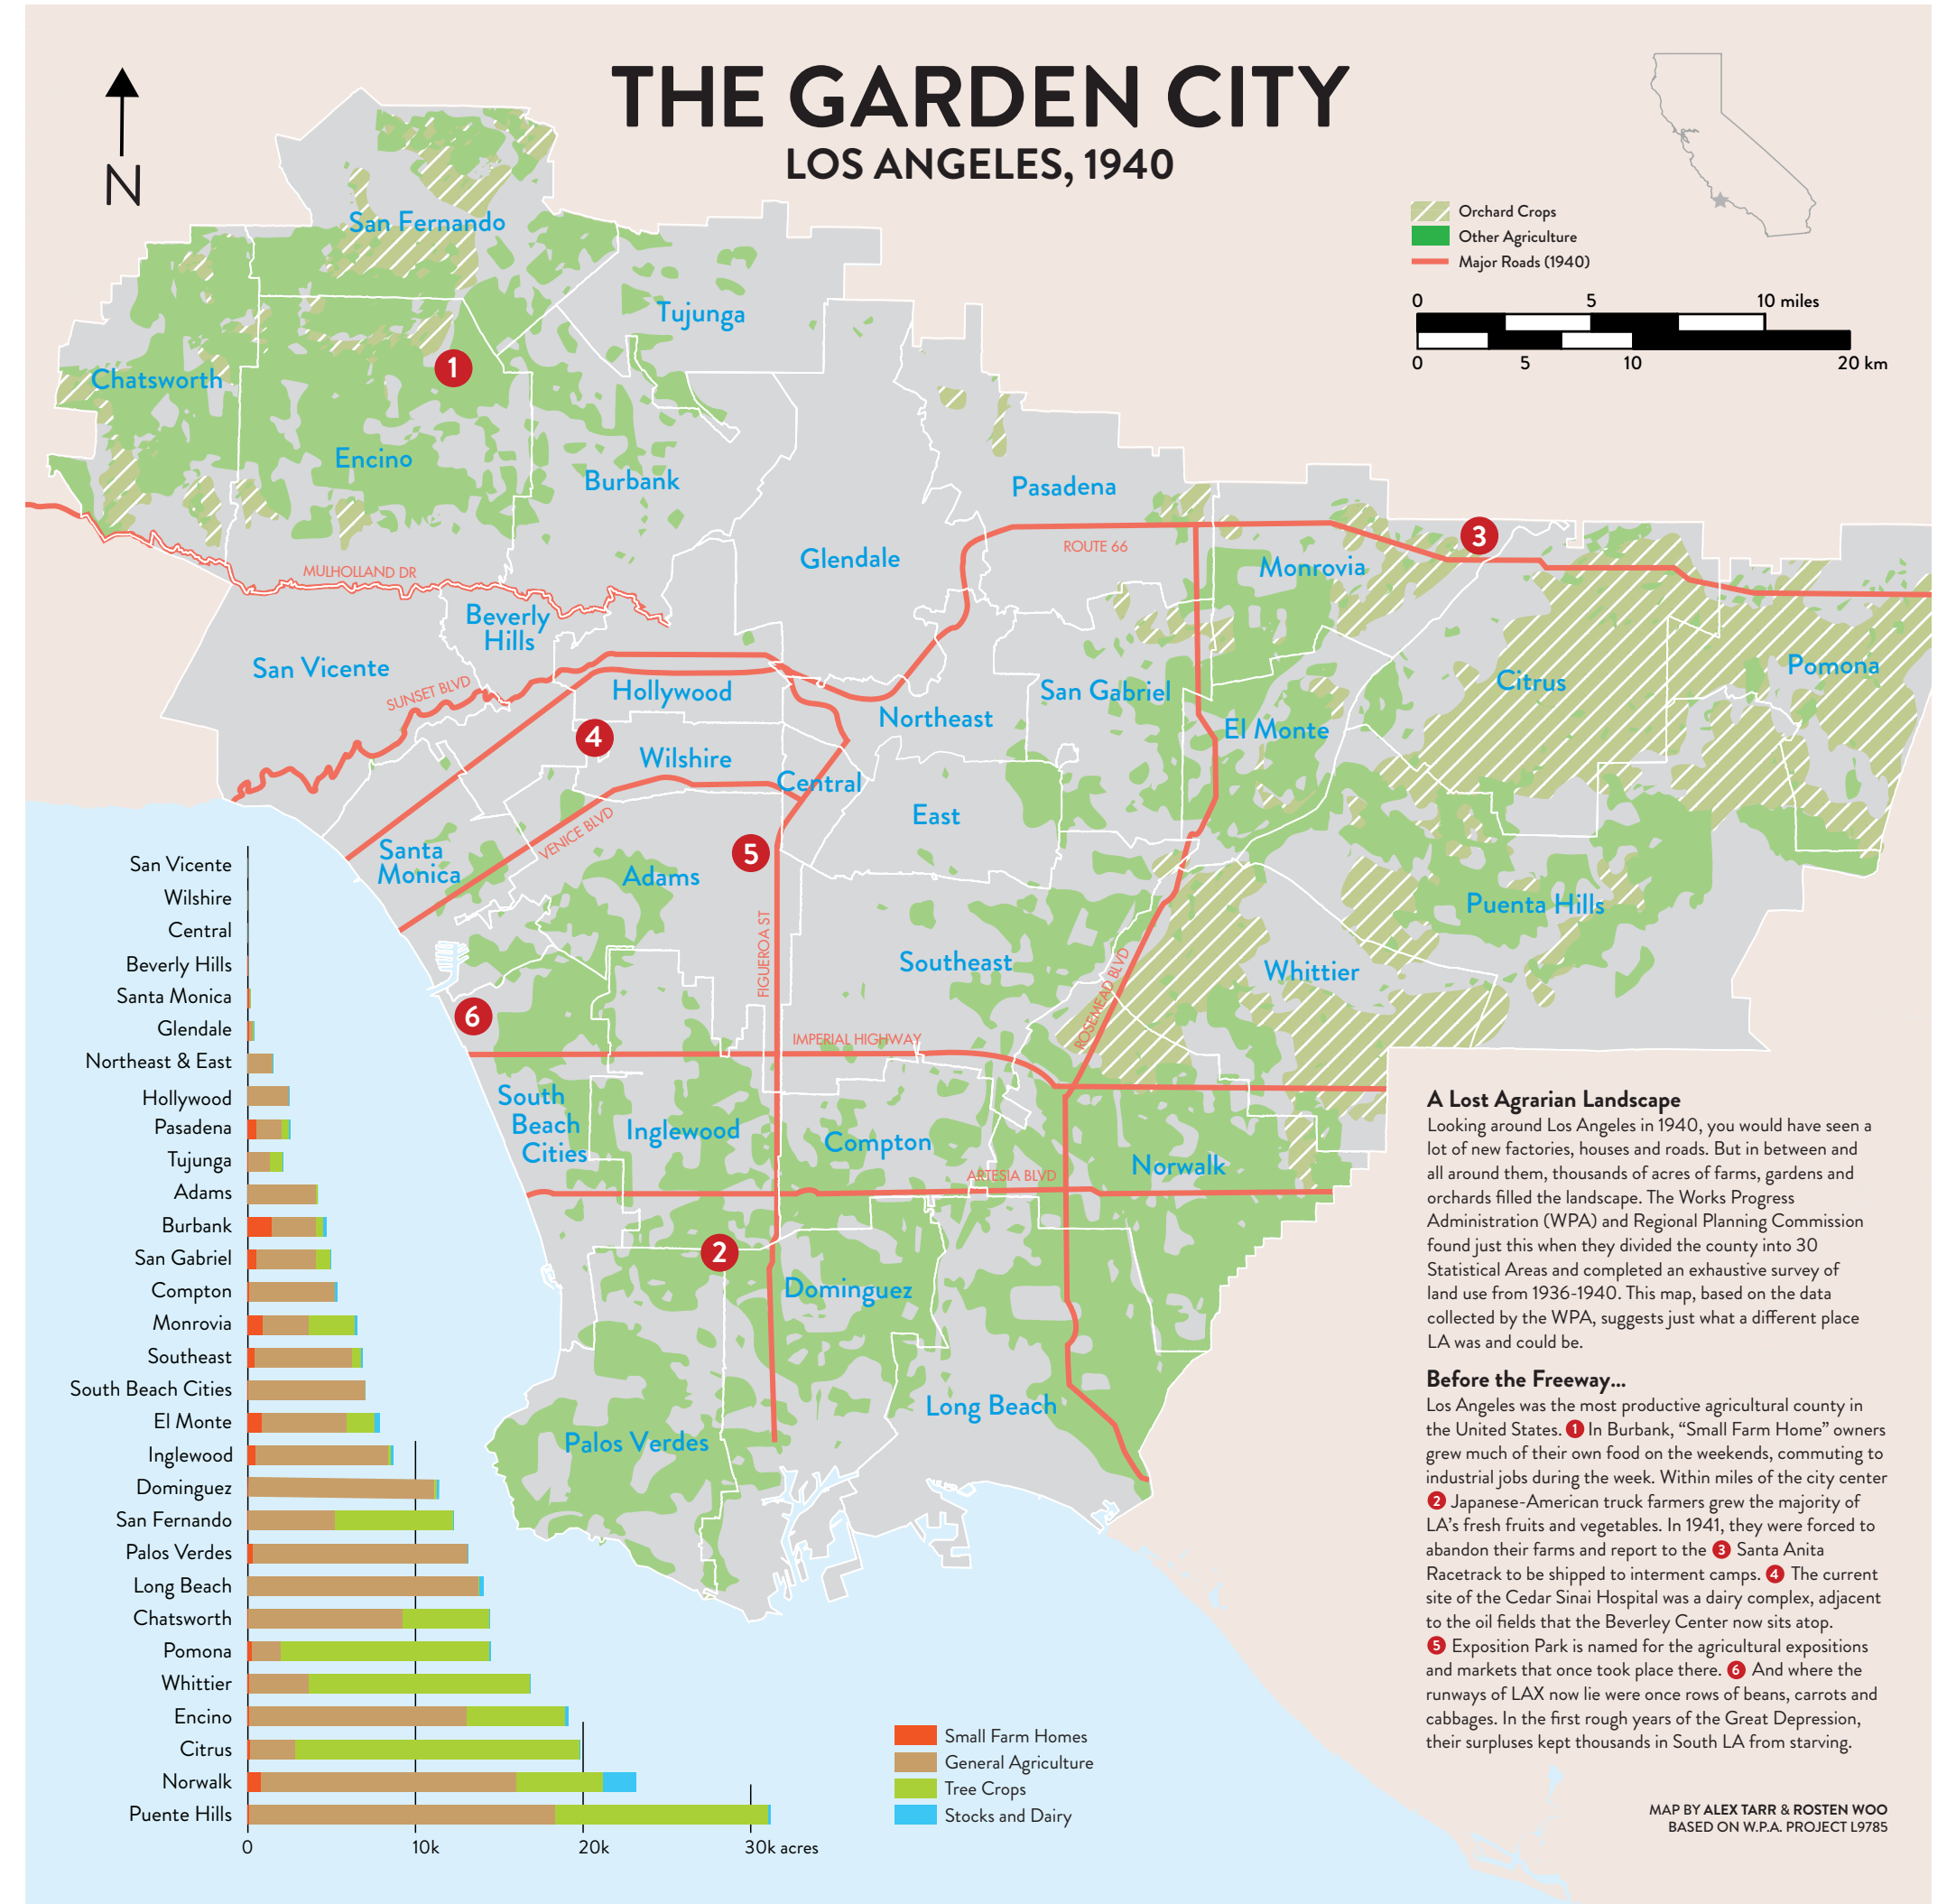 THE GARDEN CITY
LOS ANGELES, 1940
N
Orchard Crops
Other Agriculture
Major Roads (1940)
0 5 10 miles
0 5 10 20 km
San Fernando
Tujunga
Chatsworth
1
Encino
Burbank
Pasadena
3
ROUTE 66
Glendale
Monrovia
MULHOLLAND DR
Beverly
Hills
San Vicente
Pomona
Citrus
SUNSET BLVD
Hollywood
San Gabriel
Northeast
4
El Monte
Wilshire
Central
East
VENICE BLVD
Santa
Monica
5
Adams
Puenta Hills
FIGUEROA ST
Southeast
ROSEMEAD BLVD
Whittier
6
IMPERIAL HIGHWAY
South
Beach
Cities
Inglewood
Compton
Norwalk
ARTESIA BLVD
2
Dominguez
Long Beach
Palos Verdes
San Vicente
Wilshire
Central
Beverly Hills
Santa Monica
Glendale
Northeast & East
Hollywood
Pasadena
Tujunga
Adams
Burbank
San Gabriel
Compton
Monrovia
Southeast
South Beach Cities
El Monte
Inglewood
Dominguez
San Fernando
Palos Verdes
Long Beach
Chatsworth
Pomona
Whittier
Encino
Citrus
Norwalk
Puente Hills
0 10k 20k 30k acres
Small Farm Homes
General Agriculture
Tree Crops
Stocks and Dairy
A Lost Agrarian Landscape
Looking around Los Angeles in 1940, you would have seen a
lot of new factories, houses and roads. But in between and
all around them, thousands of acres of farms, gardens and
orchards filled the landscape. The Works Progress
Administration (WPA) and Regional Planning Commission
found just this when they divided the county into 30
Statistical Areas and completed an exhaustive survey of
land use from 1936-1940. This map, based on the data
collected by the WPA, suggests just what a different place
LA was and could be.
Before the Freeway...
Los Angeles was the most productive agricultural county in
the United States. 1 In Burbank, “Small Farm Home” owners
grew much of their own food on the weekends, commuting to
industrial jobs during the week. Within miles of the city center
2 Japanese-American truck farmers grew the majority of
LA’s fresh fruits and vegetables. In 1941, they were forced to
abandon their farms and report to the 3 Santa Anita
Racetrack to be shipped to interment camps. 4 The current
site of the Cedar Sinai Hospital was a dairy complex, adjacent
to the oil fields that the Beverley Center now sits atop.
5 Exposition Park is named for the agricultural expositions
and markets that once took place there. 6 And where the
runways of LAX now lie were once rows of beans, carrots and
cabbages. In the first rough years of the Great Depression,
their surpluses kept thousands in South LA from starving.
MAP BY ALEX TARR & ROSTEN WOO
BASED ON W.P.A. PROJECT L9785